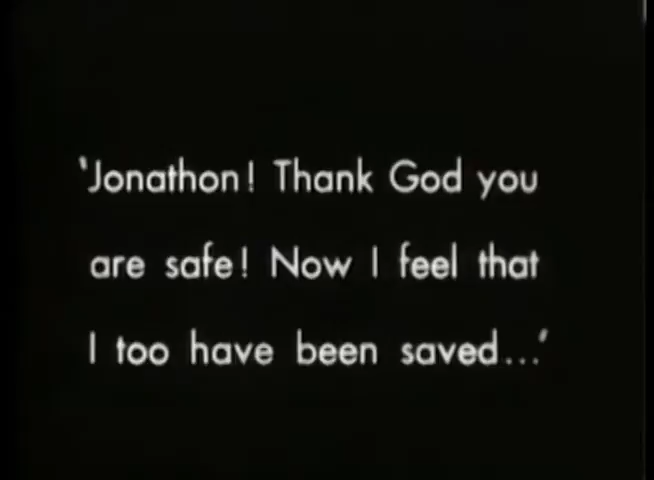 ‘Jonathon! Thank God you
are safe! Now I feel that
I too have been saved...’